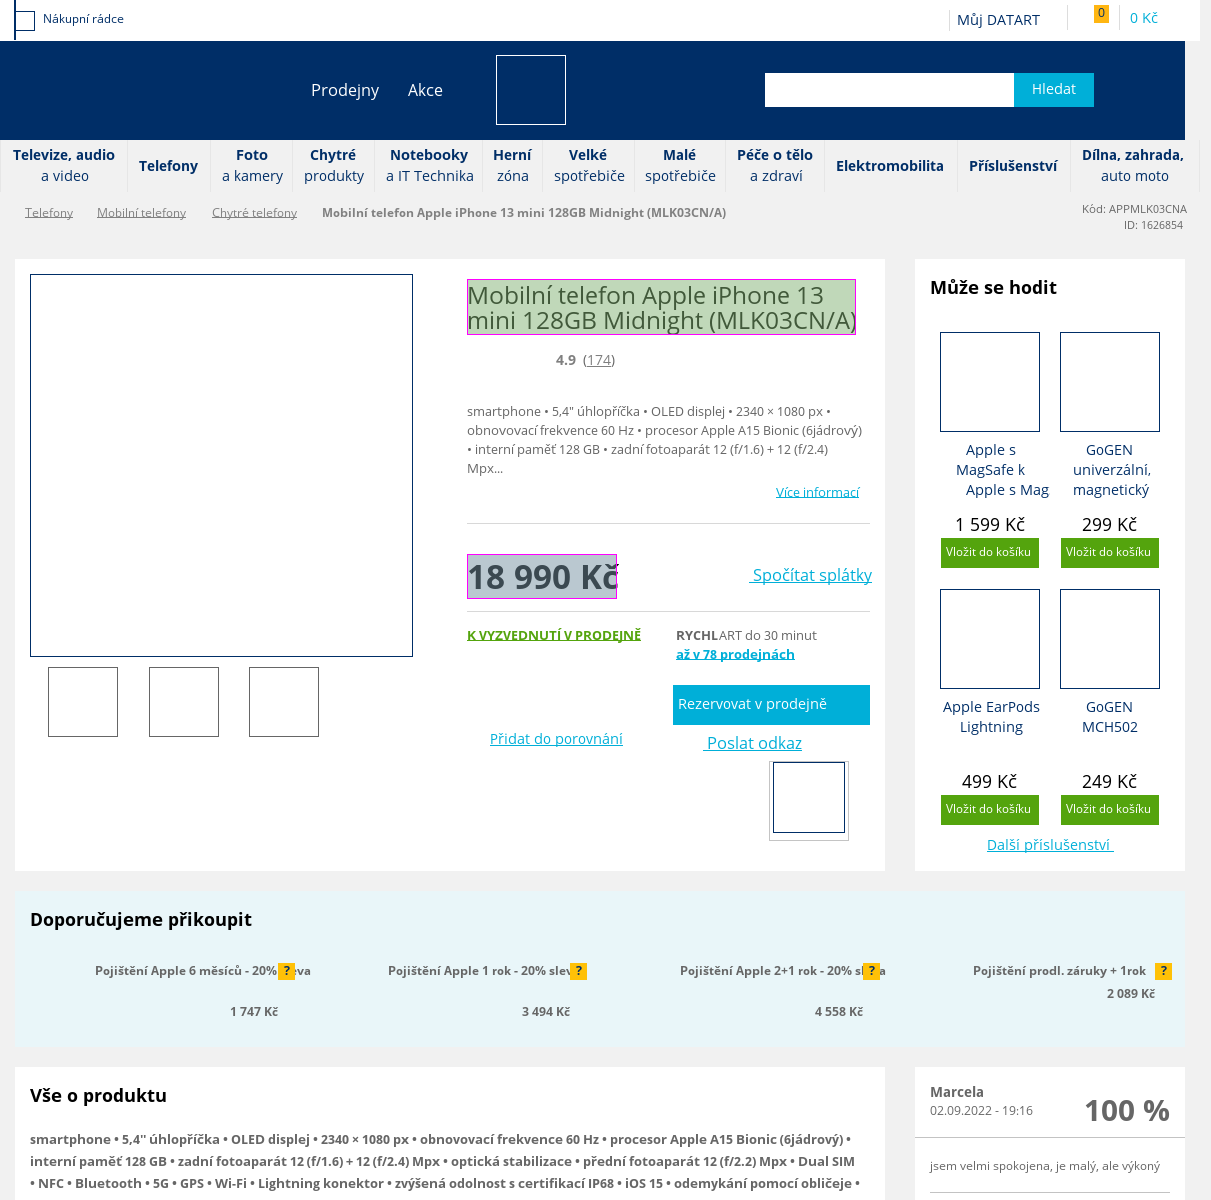 Nákupní rádce
Můj DATART
0
0 Kč
Prodejny
Akce
Hledat
Televize, audio
a video
Telefony
Foto
a kamery
Chytré
produkty
Notebooky
a IT Technika
Herní
zóna
Velké
spotřebiče
Malé
spotřebiče
Péče o tělo
a zdraví
Elektromobilita
Příslušenství
Dílna, zahrada,
auto moto
Telefony
Mobilní telefony
Chytré telefony
Mobilní telefon Apple iPhone 13 mini 128GB Midnight (MLK03CN/A)
Kód: APPMLK03CNA
ID: 1626854
Mobilní telefon Apple iPhone 13
mini 128GB Midnight (MLK03CN/A)
4.9 (174)
smartphone • 5,4" úhlopříčka • OLED displej • 2340 × 1080 px •
obnovovací frekvence 60 Hz • procesor Apple A15 Bionic (6jádrový)
• interní paměť 128 GB • zadní fotoaparát 12 (f/1.6) + 12 (f/2.4)
Mpx...
Více informací
18 990 Kč
Spočítat splátky
K VYZVEDNUTÍ V PRODEJNĚ
RYCHLART do 30 minut
až v 78 prodejnách
Rezervovat v prodejně
Přidat do porovnání
Poslat odkaz
Může se hodit
Apple s
MagSafe k
Apple s Mag
1 599 Kč
Vložit do košíku
GoGEN
univerzální,
magnetický
299 Kč
Vložit do košíku
Apple EarPods
Lightning
499 Kč
Vložit do košíku
GoGEN
MCH502
249 Kč
Vložit do košíku
Další příslušenství
Doporučujeme přikoupit
Pojištění Apple 6 měsíců - 20% ?
1 747 Kč
Pojištění Apple 1 rok - 20% ?
3 494 Kč
Pojištění Apple 2+1 rok - 20% ?
4 558 Kč
Pojištění prodl. záruky + 1rok ?
2 089 Kč
Vše o produktu
smartphone • 5,4'' úhlopříčka • OLED displej • 2340 × 1080 px • obnovovací frekvence 60 Hz • procesor Apple A15 Bionic (6jádrový) •
interní paměť 128 GB • zadní fotoaparát 12 (f/1.6) + 12 (f/2.4) Mpx • optická stabilizace • přední fotoaparát 12 (f/2.2) Mpx • Dual SIM
• NFC • Bluetooth • 5G • GPS • Wi-Fi • Lightning konektor • zvýšená odolnost s certifikací IP68 • iOS 15 • odemykání pomocí obličeje •
Marcela
02.09.2022 - 19:16
100 %
jsem velmi spokojena, je malý, ale výkoný